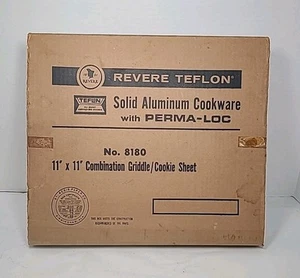 REVERE
REVERE TEFLON®
TEFLON
Solid Aluminum Cookware
with PERMA-LOC
No. 8180
11" x 11" Combination Griddle/Cookie Sheet